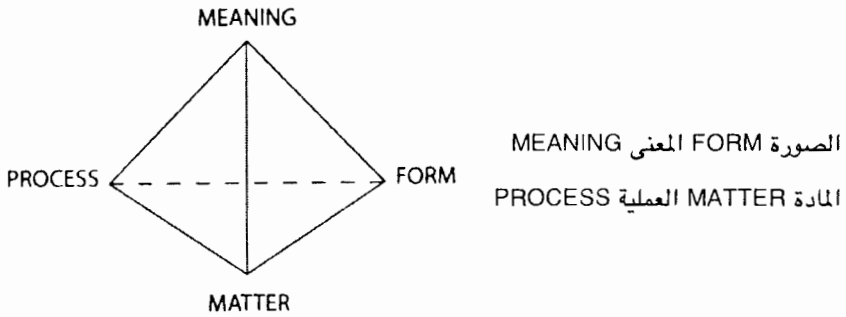 MEANING
PROCESS
FORM
MATTER
الصورة FORM المعنى MEANING
المادة MATTER العملية PROCESS